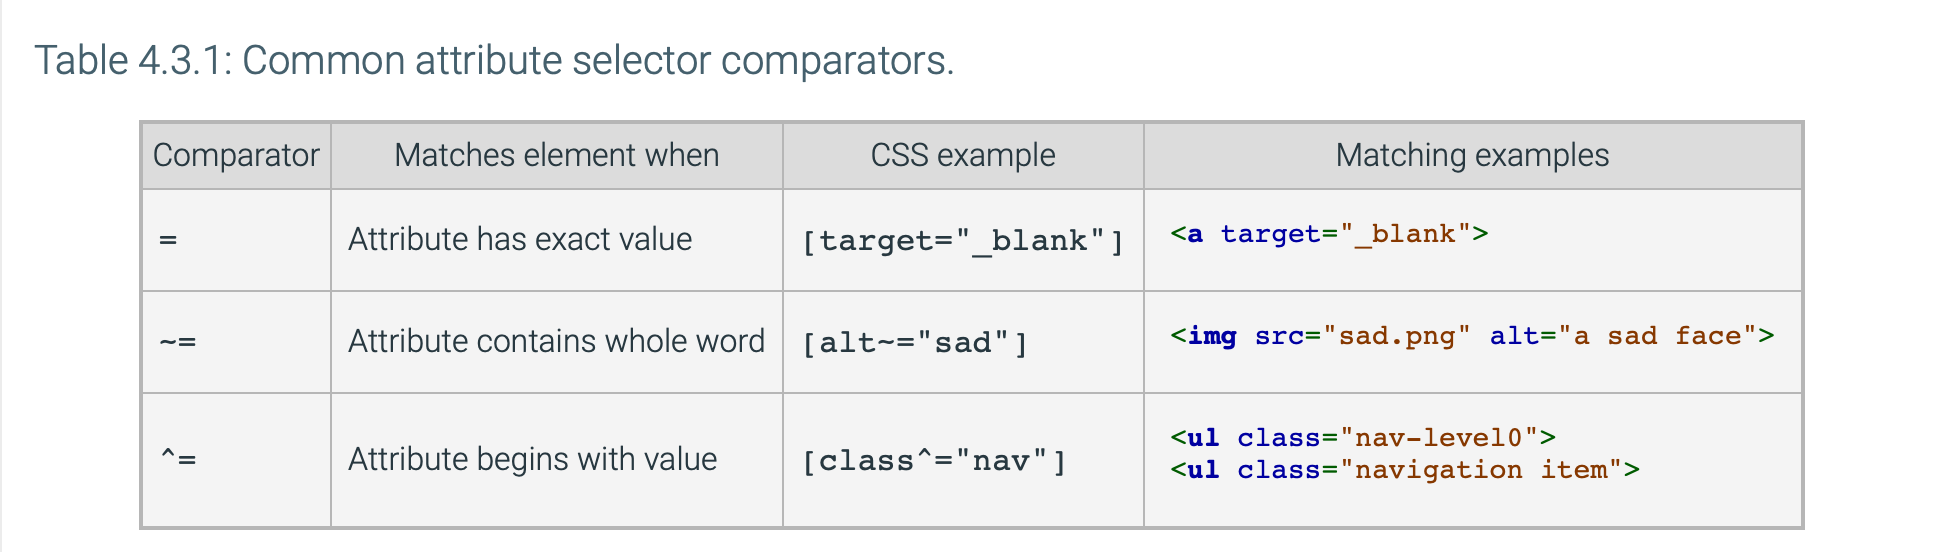 Table 4.3.1: Common attribute selector comparators.
Comparator Matches element when CSS example Matching examples
= Attribute has exact value [target="_blank"] <a target="_blank">
~= Attribute contains whole word [alt~="sad"] <img src="sad.png" alt="a sad face">
^= Attribute begins with value [class^="nav"] <ul class="nav-level0">
<ul class="navigation item">